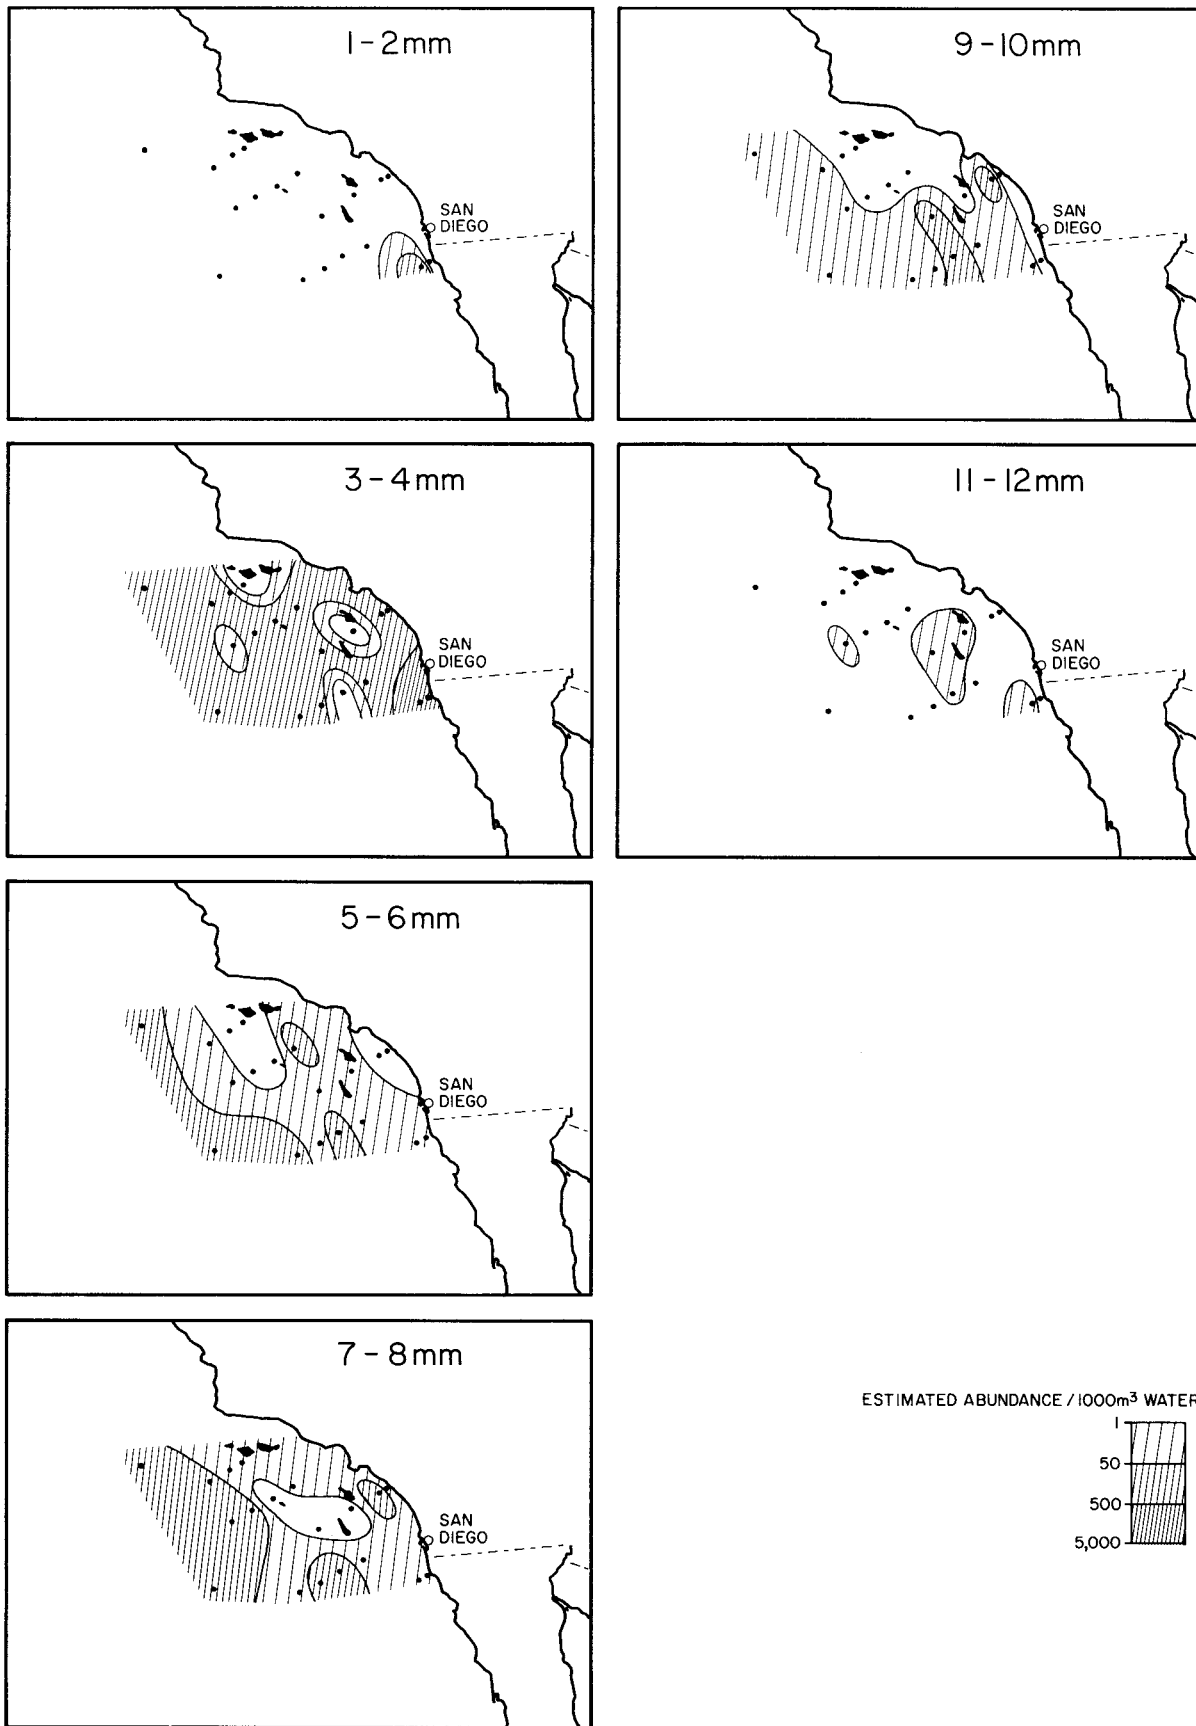 1-2mm
SAN
DIEGO
9-10mm
SAN
DIEGO
3-4mm
SAN
DIEGO
11-12mm
SAN
DIEGO
5-6mm
SAN
DIEGO
7-8mm
SAN
DIEGO
ESTIMATED ABUNDANCE/1000m³ WATER
1
50
500
5,000